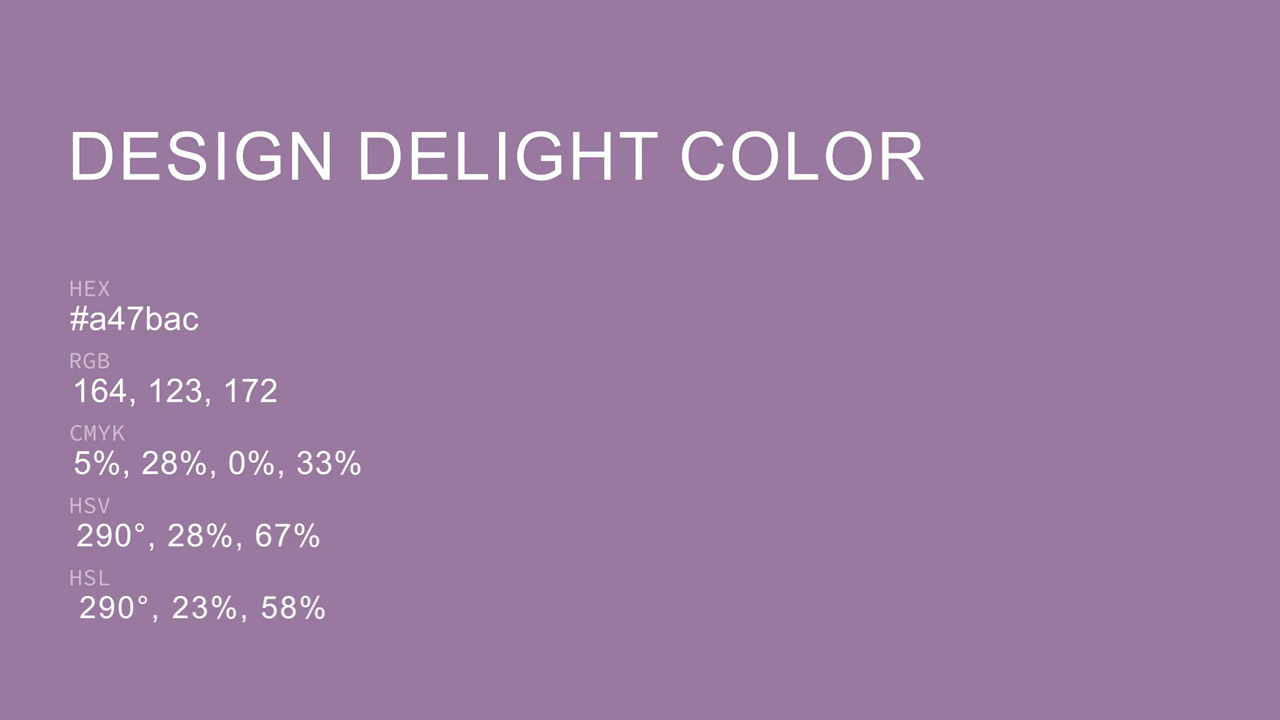 DESIGN DELIGHT COLOR
HEX
#a47bac
RGB
164, 123, 172
CMYK
5%, 28%, 0%, 33%
HSV
290°, 28%, 67%
HSL
290°, 23%, 58%